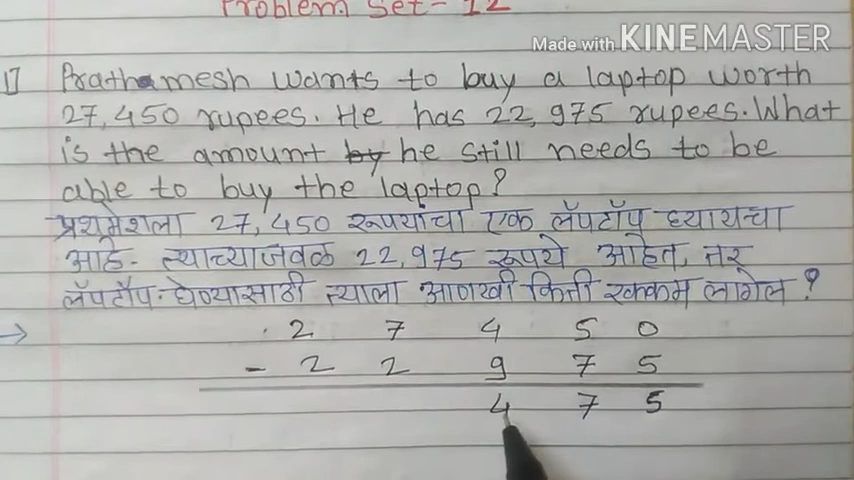 Problem Set - 12
Made with KINEMASTER
1] Prathamesh wants to buy a laptop worth
27,450 rupees. He has 22,975 rupees. What
is the amount by he still needs to be
able to buy the laptop?
प्रथमेशला 27,450 रूपयांचा एक लॅपटॉप घ्यायचा
आहे. त्याच्याजवळ 22,975 रूपये आहेत, तर
लॅपटॉप घेण्यासाठी त्याला आणखी किती रक्कम लागेल?
→ 2 7 4 5 0
- 2 2 9 7 5
4 7 5